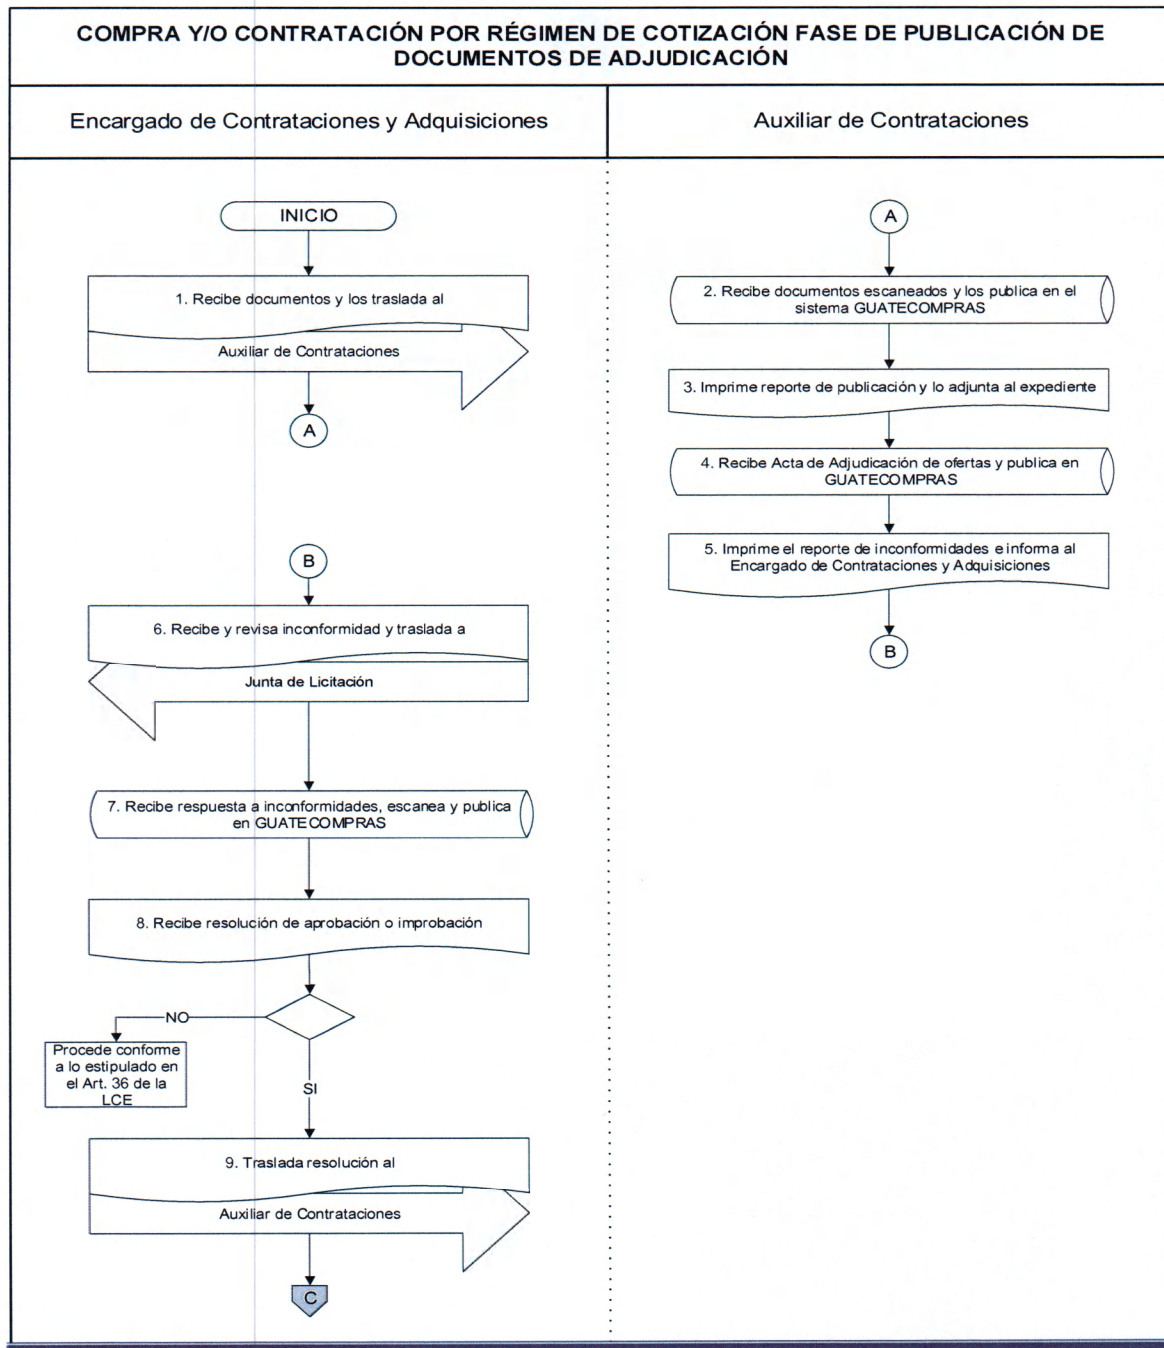 COMPRA Y/O CONTRATACIÓN POR RÉGIMEN DE COTIZACIÓN FASE DE PUBLICACIÓN DE
DOCUMENTOS DE ADJUDICACIÓN
Encargado de Contrataciones y Adquisiciones
Auxiliar de Contrataciones
INICIO
1. Recibe documentos y los traslada al
Auxiliar de Contrataciones
A
B
6. Recibe y revisa inconformidad y traslada a
Junta de Licitación
7. Recibe respuesta a inconformidades, escanea y publica
en GUATECOMPRAS
8. Recibe resolución de aprobación o improbación
NO
Procede conforme
a lo estipulado en
el Art. 36 de la
LCE
SI
9. Traslada resolución al
Auxiliar de Contrataciones
C
A
2. Recibe documentos escaneados y los publica en el
sistema GUATECOMPRAS
3. Imprime reporte de publicación y lo adjunta al expediente
4. Recibe Acta de Adjudicación de ofertas y publica en
GUATECOMPRAS
5. Imprime el reporte de inconformidades e informa al
Encargado de Contrataciones y Adquisiciones
B